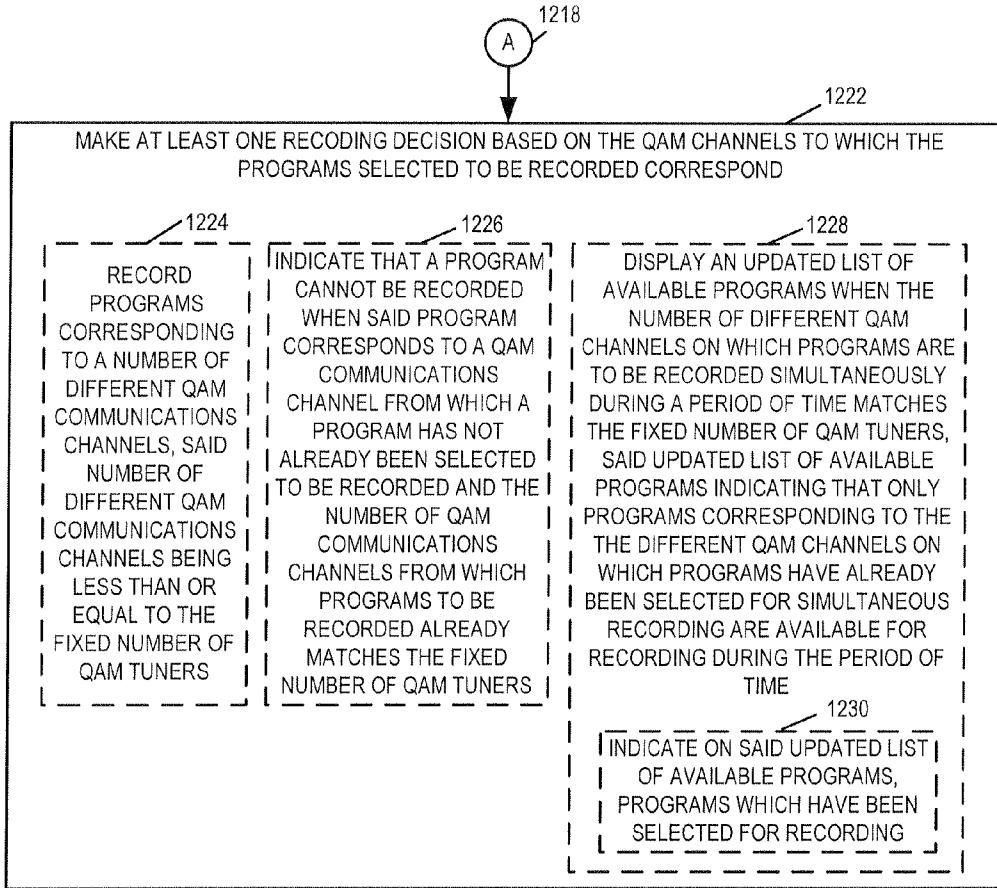 1218
A
1222
MAKE AT LEAST ONE RECODING DECISION BASED ON THE QAM CHANNELS TO WHICH THE
PROGRAMS SELECTED TO BE RECORDED CORRESPOND
1224
RECORD
PROGRAMS
CORRESPONDING
TO A NUMBER OF
DIFFERENT QAM
COMMUNICATIONS
CHANNELS, SAID
NUMBER OF
DIFFERENT QAM
COMMUNICATIONS
CHANNELS BEING
LESS THAN OR
EQUAL TO THE
FIXED NUMBER OF
QAM TUNERS
1226
INDICATE THAT A PROGRAM
CANNOT BE RECORDED
WHEN SAID PROGRAM
CORRESPONDS TO A QAM
COMMUNICATIONS
CHANNEL FROM WHICH A
PROGRAM HAS NOT
ALREADY BEEN SELECTED
TO BE RECORDED AND THE
NUMBER OF QAM
COMMUNICATIONS
CHANNELS FROM WHICH
PROGRAMS TO BE
RECORDED ALREADY
MATCHES THE FIXED
NUMBER OF QAM TUNERS
1228
DISPLAY AN UPDATED LIST OF
AVAILABLE PROGRAMS WHEN THE
NUMBER OF DIFFERENT QAM
CHANNELS ON WHICH PROGRAMS ARE
TO BE RECORDED SIMULTANEOUSLY
DURING A PERIOD OF TIME MATCHES
THE FIXED NUMBER OF QAM TUNERS,
SAID UPDATED LIST OF AVAILABLE
PROGRAMS INDICATING THAT ONLY
PROGRAMS CORRESPONDING TO THE
THE DIFFERENT QAM CHANNELS ON
WHICH PROGRAMS HAVE ALREADY
BEEN SELECTED FOR SIMULTANEOUS
RECORDING ARE AVAILABLE FOR
RECORDING DURING THE PERIOD OF
TIME
1230
INDICATE ON SAID UPDATED LIST
OF AVAILABLE PROGRAMS,
PROGRAMS WHICH HAVE BEEN
SELECTED FOR RECORDING